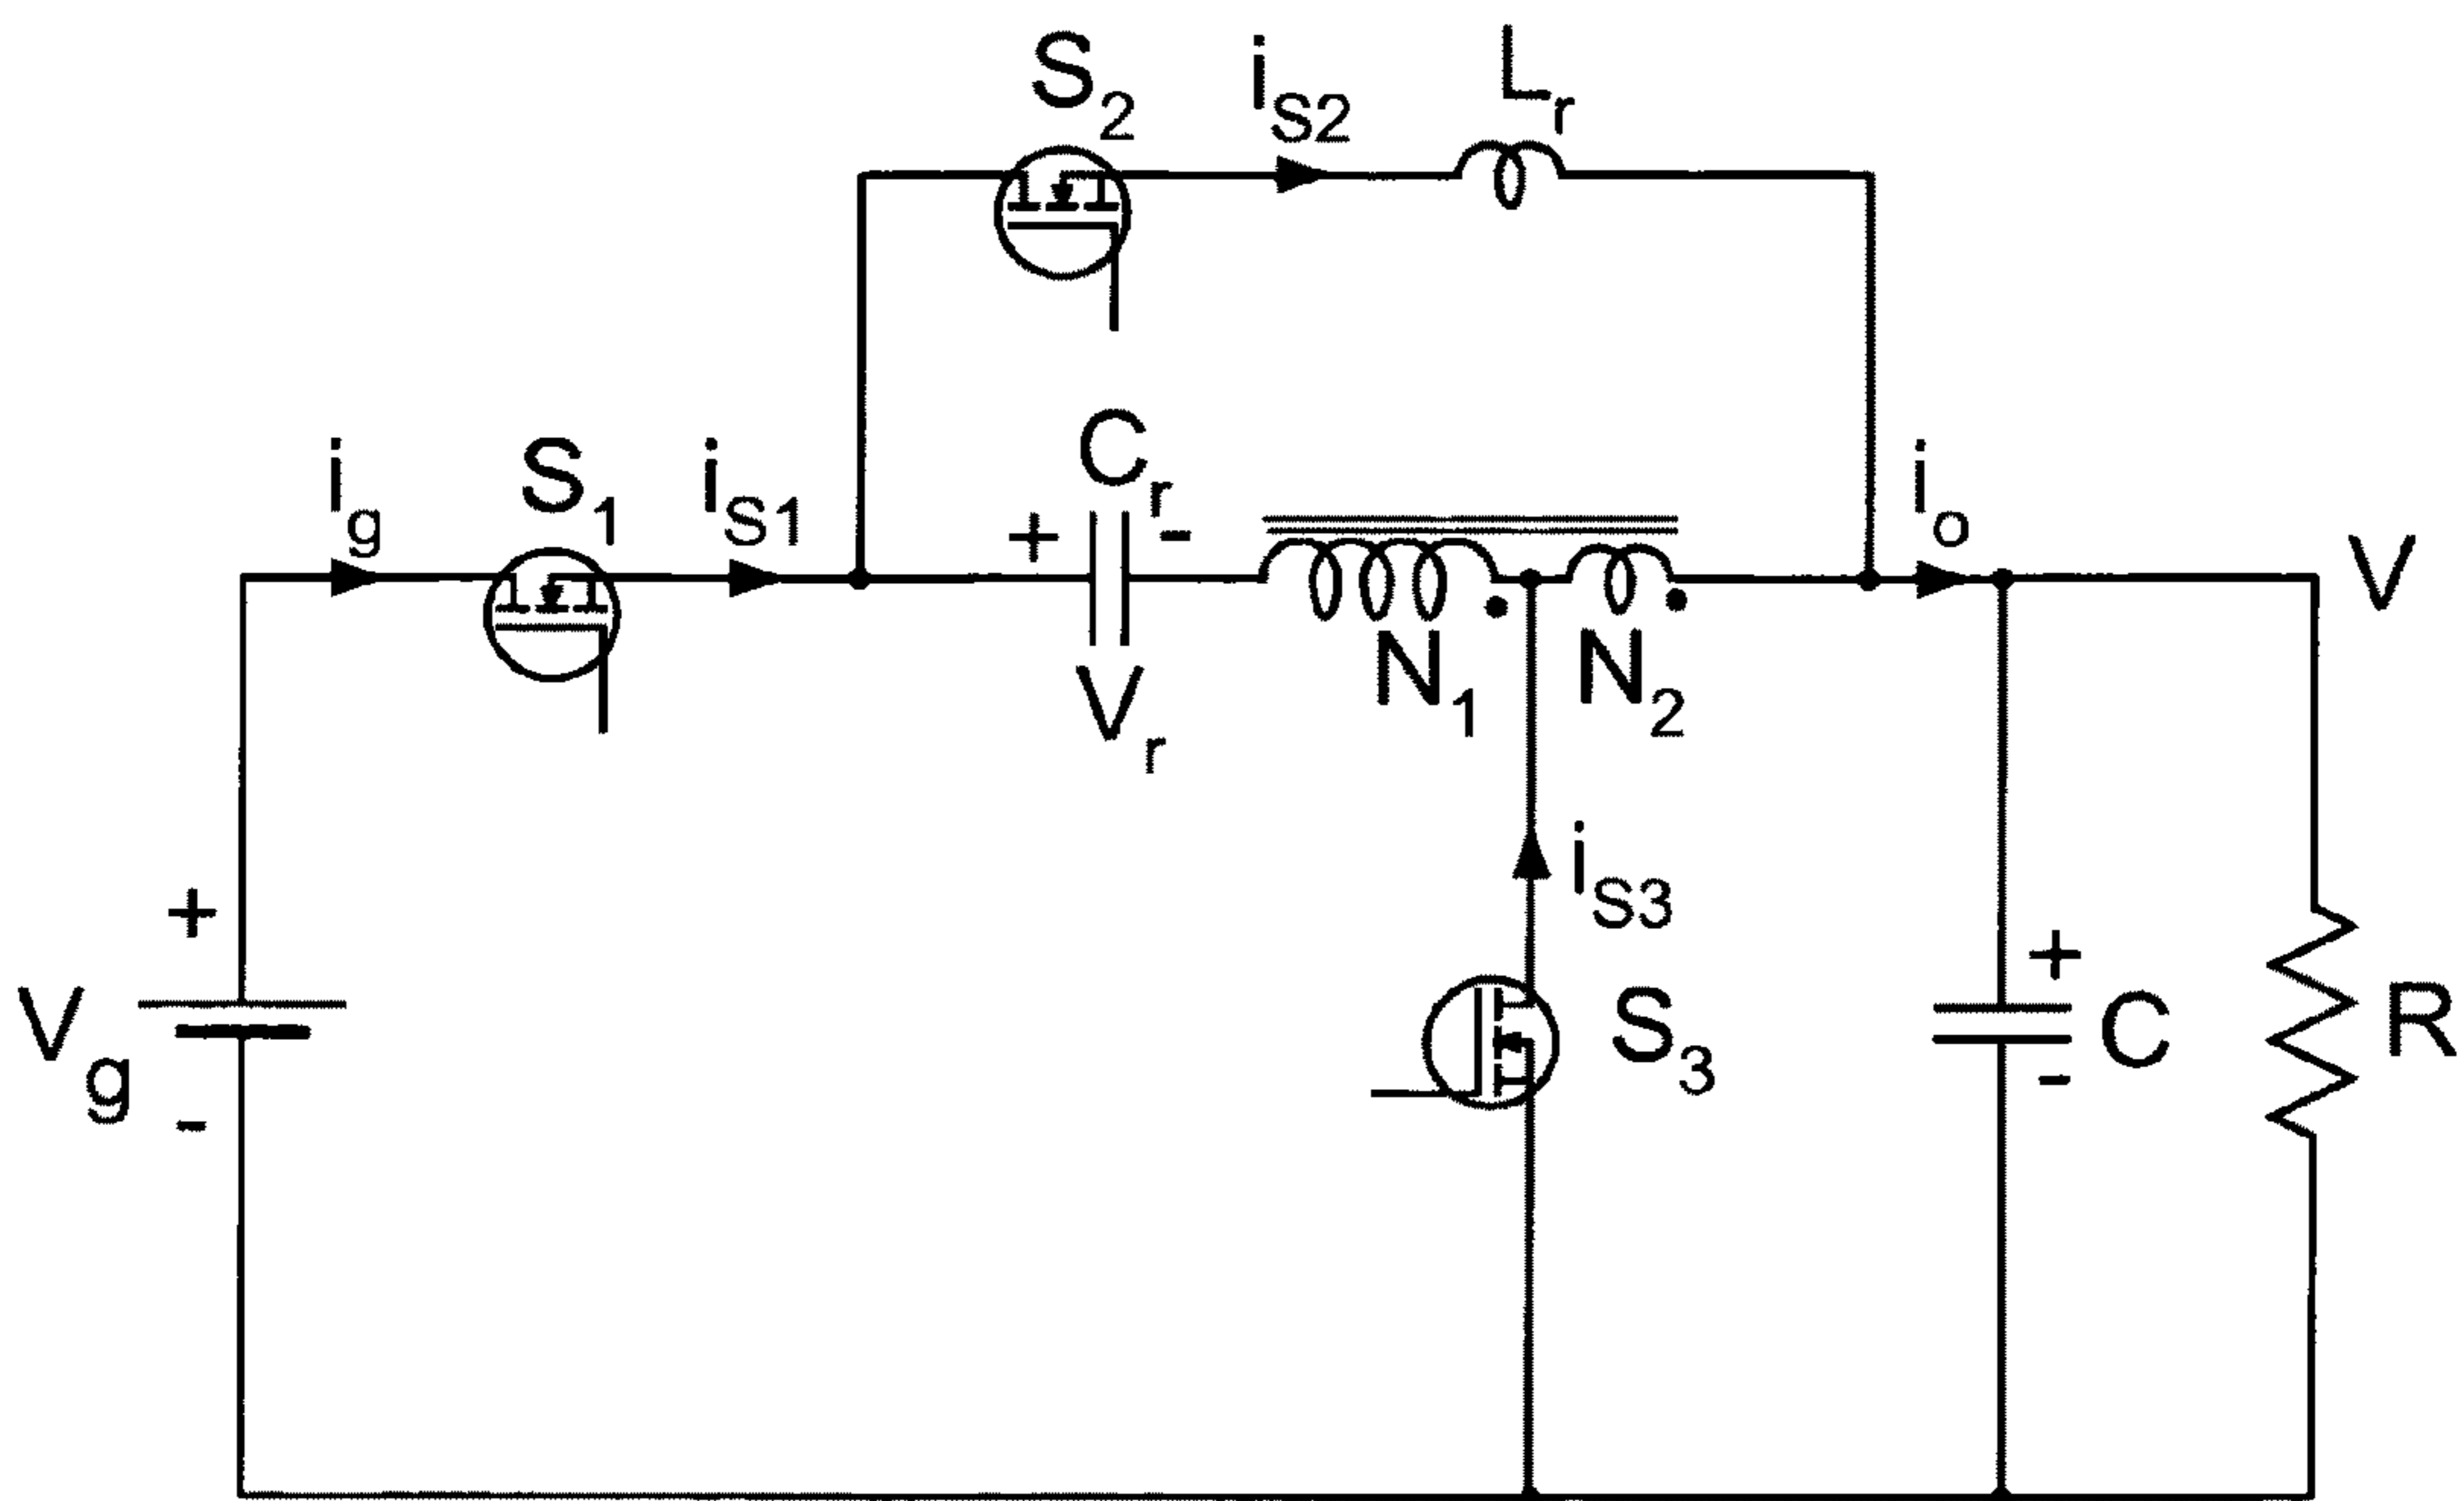 S2 iS2 Lr
ig S1 iS1 + Cr - io V
Vr N1 N2
iS3
+ Vg - S3 + C - R